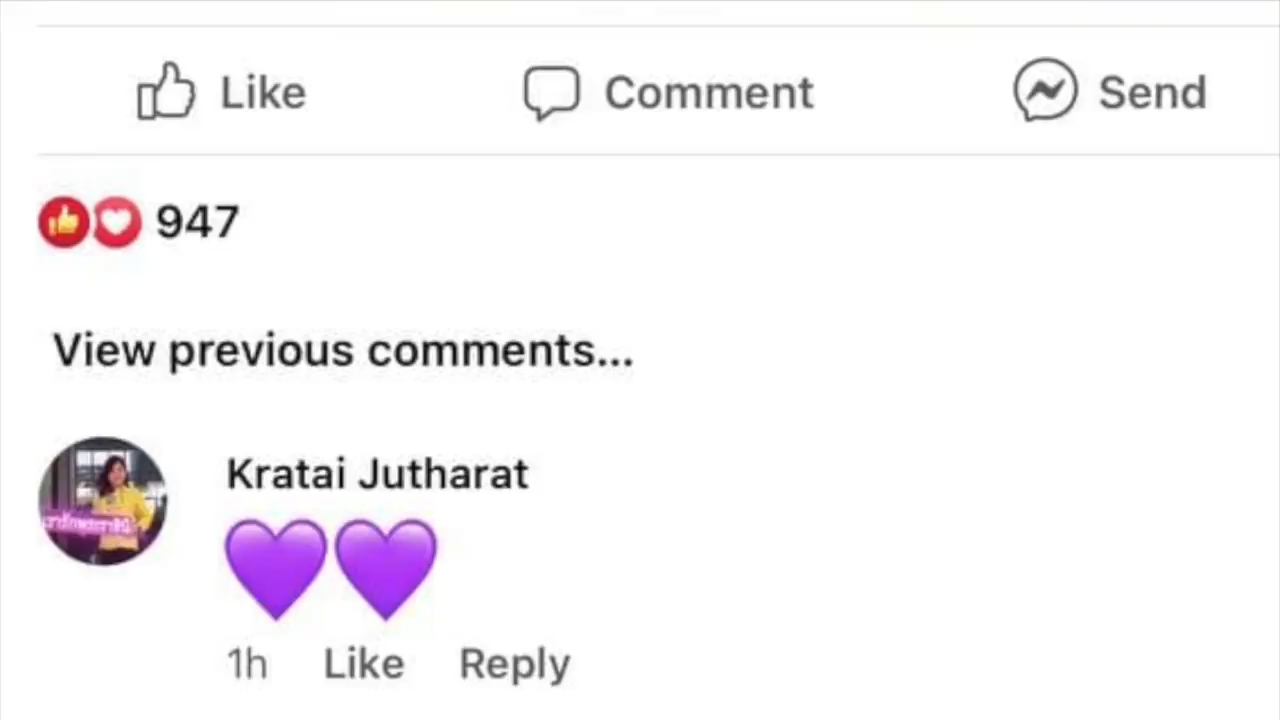 Like Comment Send
947
View previous comments...
Kratai Jutharat
💜💜
1h Like Reply